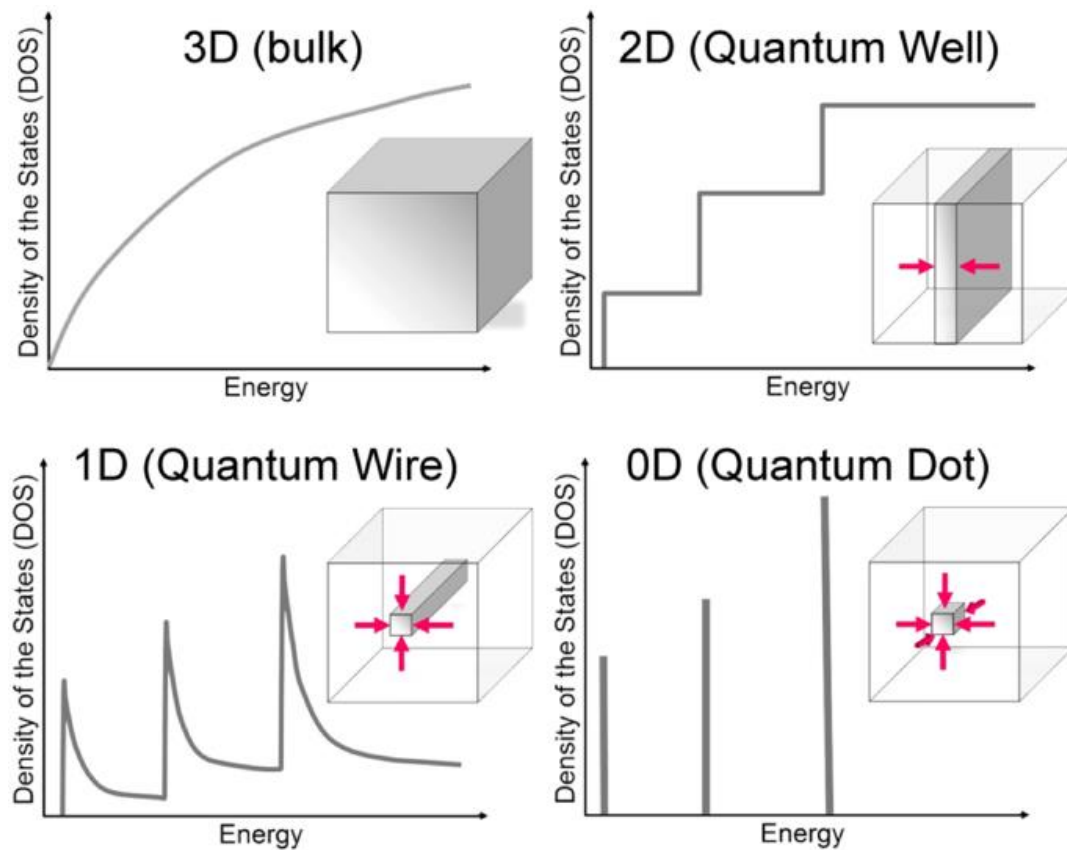 3D (bulk)
Density of the States (DOS)
Energy
2D (Quantum Well)
Density of the States (DOS)
Energy
1D (Quantum Wire)
Density of the States (DOS)
Energy
0D (Quantum Dot)
Density of the States (DOS)
Energy